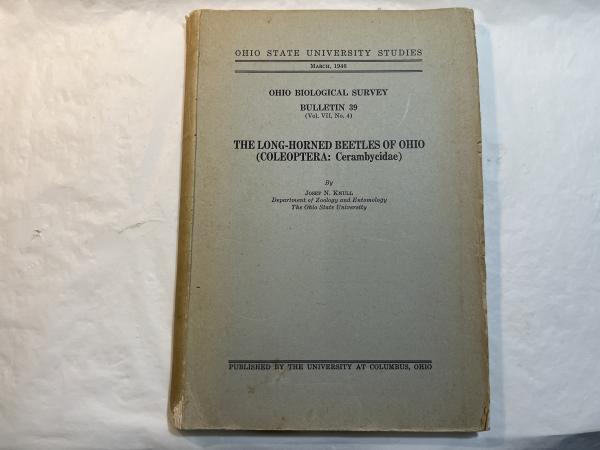 OHIO STATE UNIVERSITY STUDIES
MARCH, 1946
OHIO BIOLOGICAL SURVEY
BULLETIN 39
(Vol. VII, No. 4)
THE LONG-HORNED BEETLES OF OHIO
(COLEOPTERA: Cerambycidae)
By
JOSEF N. KNULL
Department of Zoology and Entomology
The Ohio State University
PUBLISHED BY THE UNIVERSITY AT COLUMBUS, OHIO